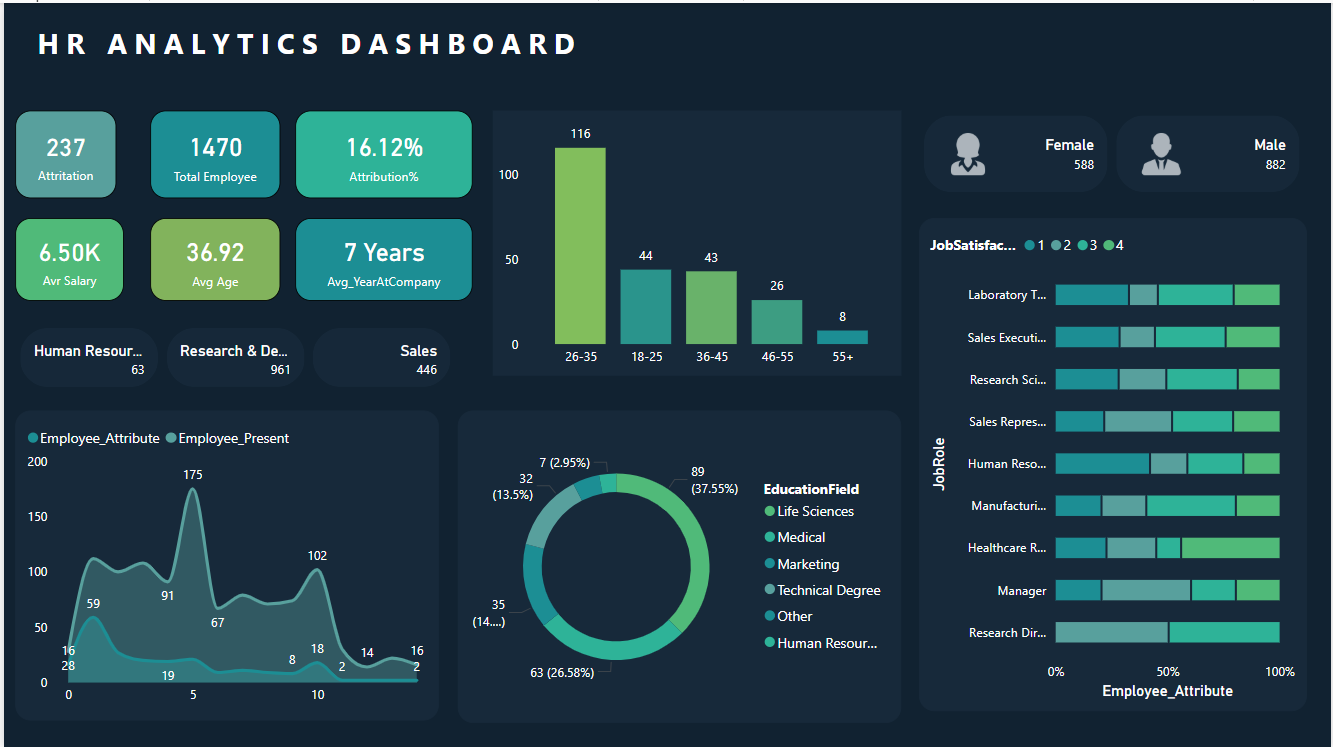 HR ANALYTICS DASHBOARD
237
Attritation
1470
Total Employee
16.12%
Attribution%
6.50K
Avr Salary
36.92
Avg Age
7 Years
Avg_YearAtCompany
Human Resour...
63
Research & De...
961
Sales
446
116
100
44
43
50
26
8
0
26-35
18-25
36-45
46-55
55+
Female
588
Male
882
JobSatisfac...
1
2
3
4
Laboratory T...
Sales Executi...
Research Sci...
Sales Repres...
Human Reso...
Manufacturi...
Healthcare R...
Manager
Research Dir...
JobRole
0%
50%
100%
Employee_Attribute
Employee_Attribute
Employee_Present
200
150
100
50
0
175
102
91
67
59
16
28
19
8
18
2
14
16
2
0
5
10
7 (2.95%)
32
(13.5%)
35
(14....)
63 (26.58%)
89
(37.55%)
EducationField
Life Sciences
Medical
Marketing
Technical Degree
Other
Human Resour...